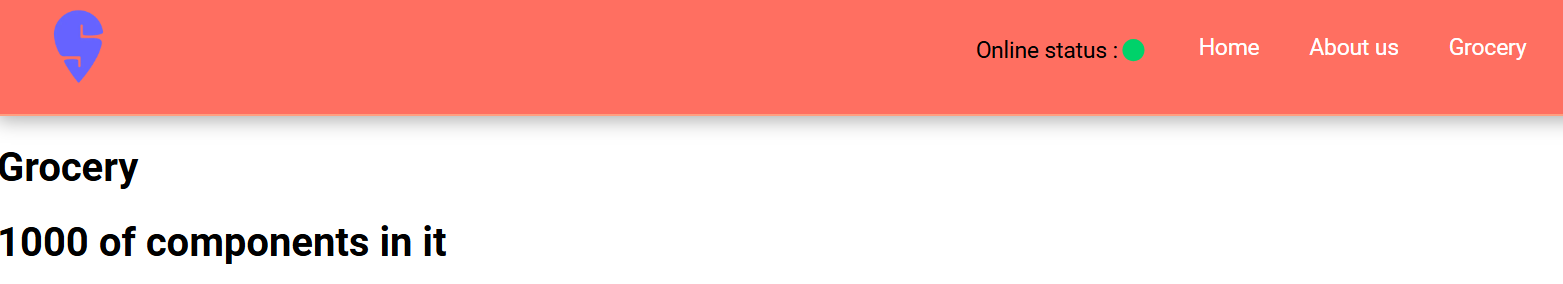 Online status : Home About us Grocery
Grocery
1000 of components in it